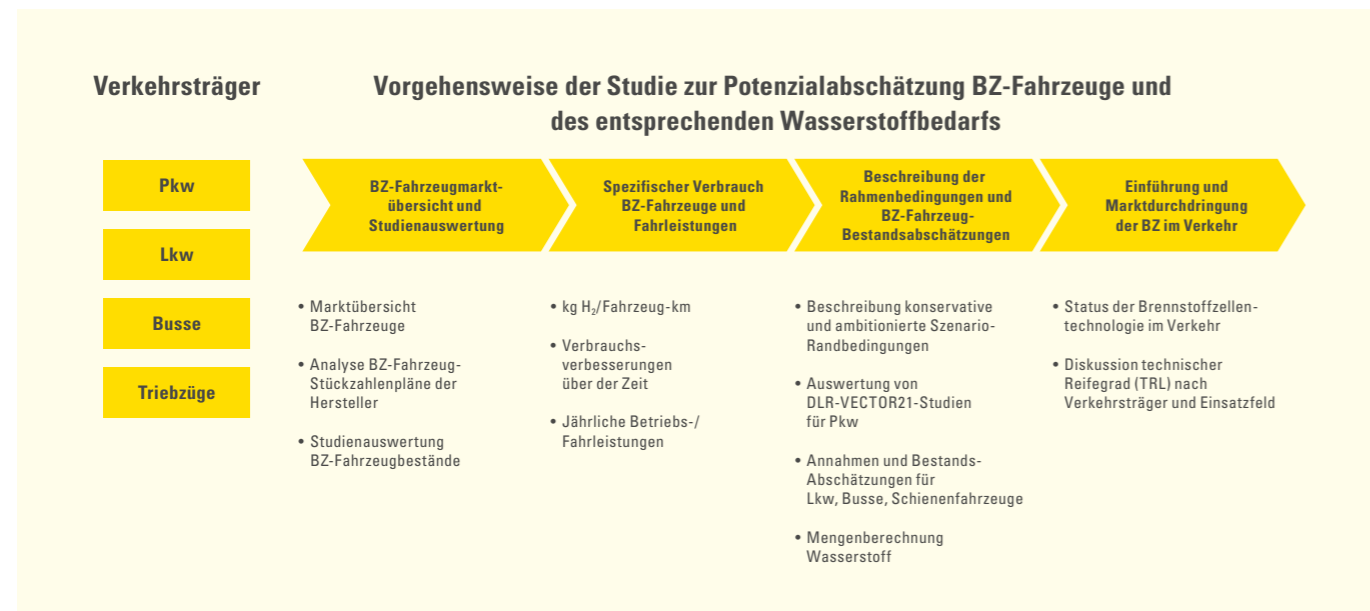 Verkehrsträger
Vorgehensweise der Studie zur Potenzialabschätzung BZ-Fahrzeuge und
des entsprechenden Wasserstoffbedarfs
Pkw
Lkw
Busse
Triebzüge
BZ-Fahrzeugmarkt-
übersicht und
Studienauswertung
Spezifischer Verbrauch
BZ-Fahrzeuge und
Fahrleistungen
Beschreibung der
Rahmenbedingungen und
BZ-Fahrzeug-
Bestandsabschätzungen
Einführung und
Marktdurchdringung
der BZ im Verkehr
• Marktübersicht
BZ-Fahrzeuge
• Analyse BZ-Fahrzeug-
Stückzahlenpläne der
Hersteller
• Studienauswertung
BZ-Fahrzeugbestände
• kg H₂/Fahrzeug-km
• Verbrauchs-
verbesserungen
über der Zeit
• Jährliche Betriebs-/
Fahrleistungen
• Beschreibung konservative
und ambitionierte Szenario-
Randbedingungen
• Auswertung von
DLR-VECTOR21-Studien
für Pkw
• Annahmen und Bestands-
Abschätzungen für
Lkw, Busse, Schienenfahrzeuge
• Mengenberechnung
Wasserstoff
• Status der Brennstoffzellen-
technologie im Verkehr
• Diskussion technischer
Reifegrad (TRL) nach
Verkehrsträger und Einsatzfeld